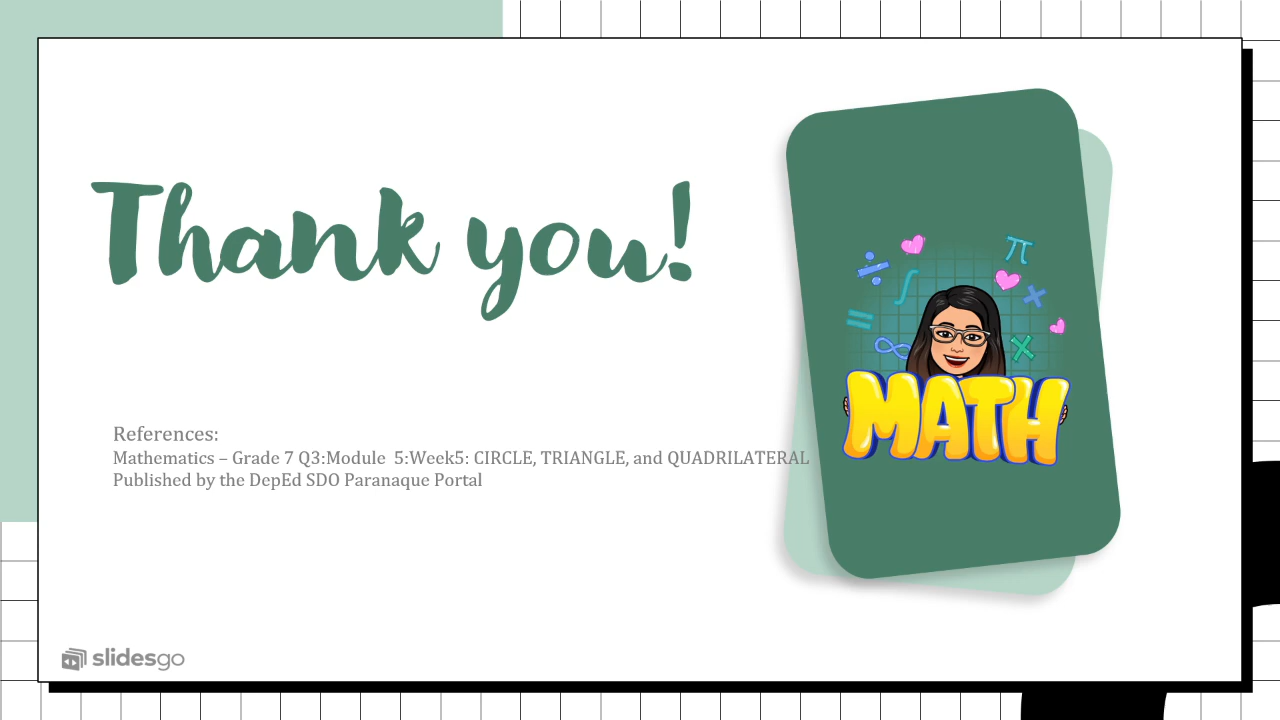 Thank you!
MATH
References:
Mathematics – Grade 7 Q3:Module  5:Week5: CIRCLE, TRIANGLE, and QUADRILATERAL
Published by the DepEd SDO Paranaque Portal
slidesgo